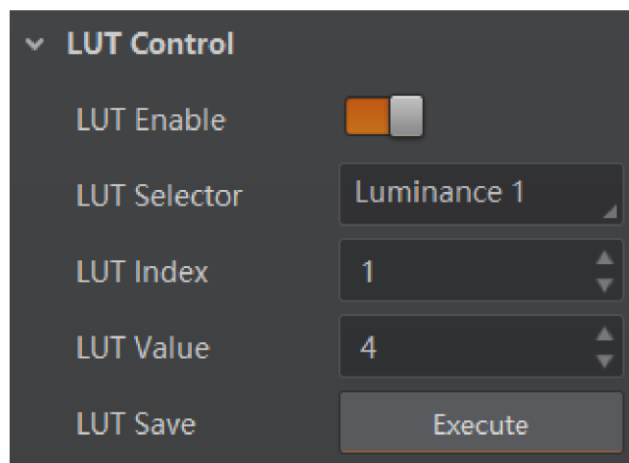 LUT Control
LUT Enable
LUT Selector Luminance 1
LUT Index 1
LUT Value 4
LUT Save Execute